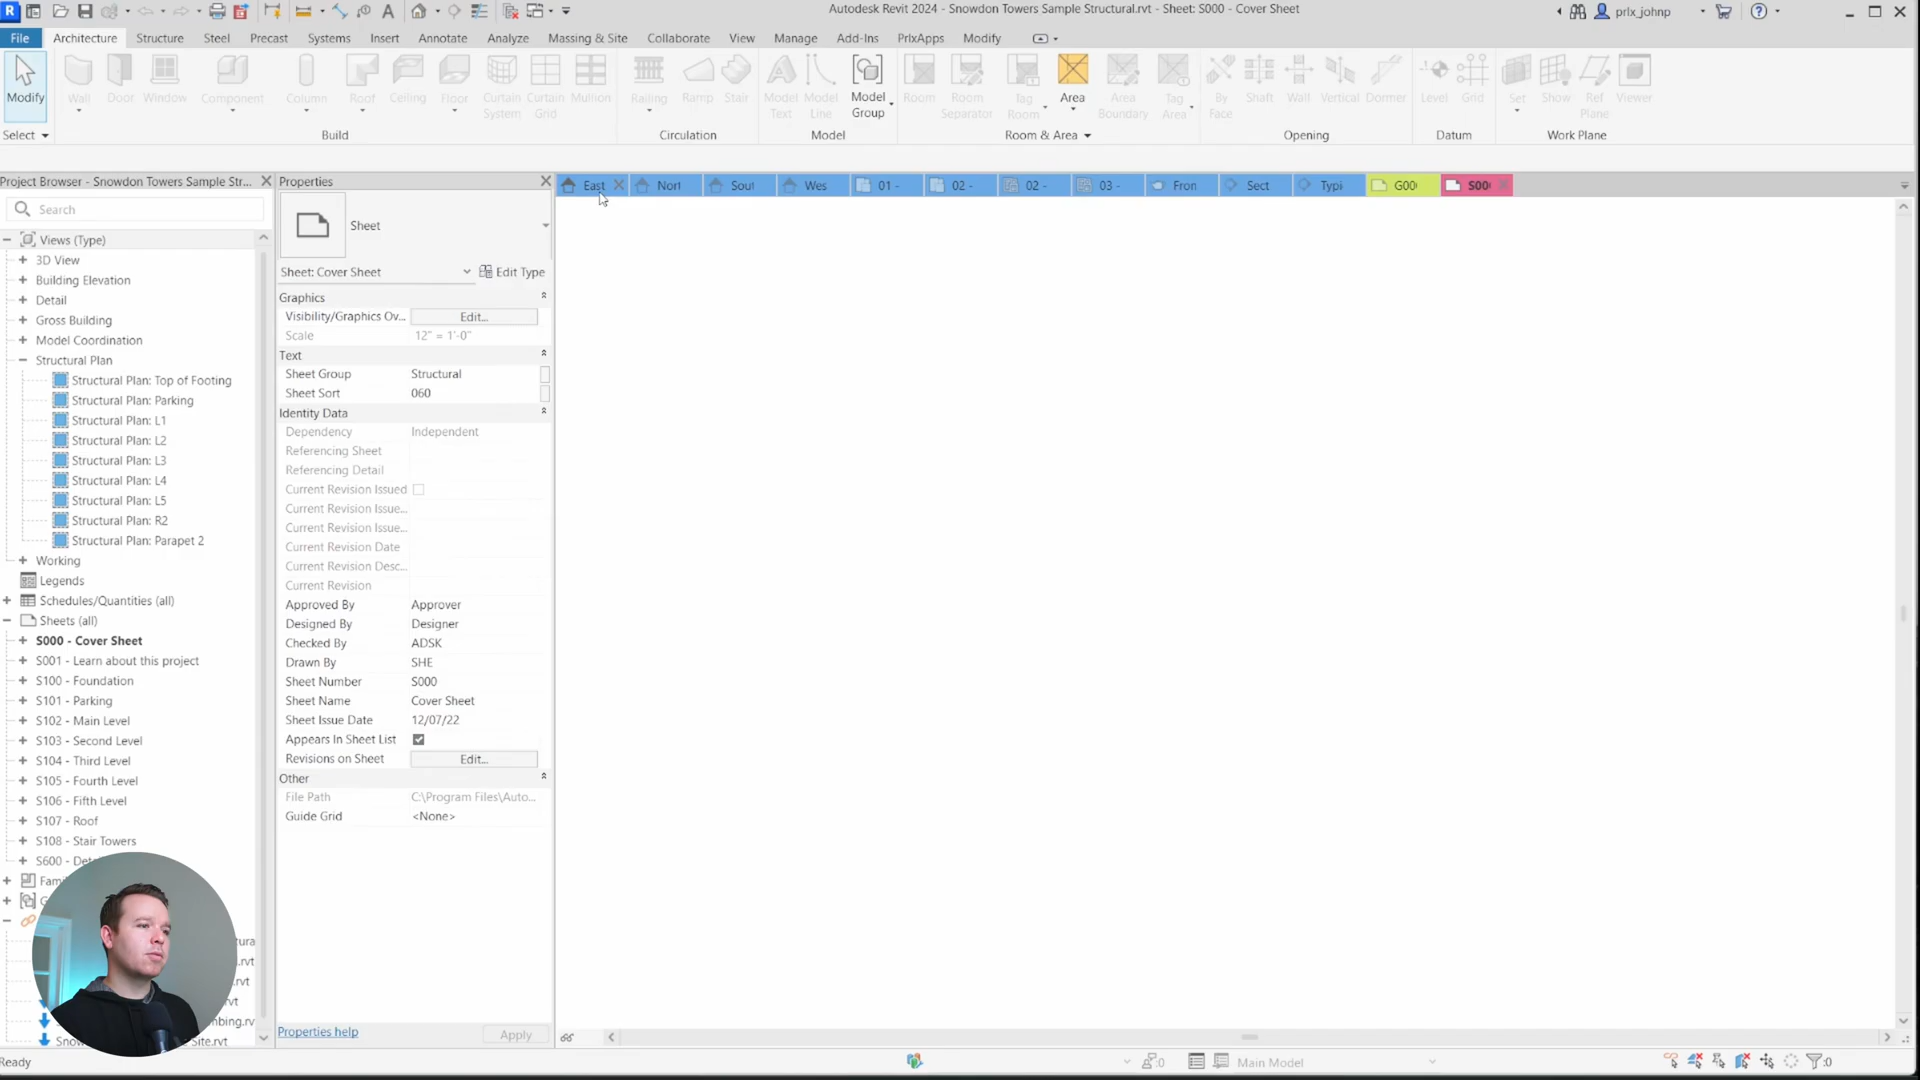 Autodesk Revit 2024 - Snowdon Towers Sample Structural.rvt - Sheet: S000 - Cover Sheet
prlx_johnp
File
Architecture
Structure
Steel
Precast
Systems
Insert
Annotate
Analyze
Massing & Site
Collaborate
View
Manage
Add-Ins
PrlxApps
Modify
Modify
Wall
Door
Window
Component
Column
Roof
Ceiling
Floor
Curtain System
Curtain Grid
Mullion
Railing
Ramp
Stair
Model Text
Model Line
Model Group
Room
Room Separator
Tag Room
Area
Area Boundary
Tag Area
By Face
Shaft
Wall
Vertical
Dormer
Level
Grid
Set
Show
Ref Plane
Viewer
Select
Build
Circulation
Model
Room & Area
Opening
Datum
Work Plane
Project Browser - Snowdon Towers Sample Str...
Search
Views (Type)
3D View
Building Elevation
Detail
Gross Building
Model Coordination
Structural Plan
Structural Plan: Top of Footing
Structural Plan: Parking
Structural Plan: L1
Structural Plan: L2
Structural Plan: L3
Structural Plan: L4
Structural Plan: L5
Structural Plan: R2
Structural Plan: Parapet 2
Working
Legends
Schedules/Quantities (all)
Sheets (all)
S000 - Cover Sheet
S001 - Learn about this project
S100 - Foundation
S101 - Parking
S102 - Main Level
S103 - Second Level
S104 - Third Level
S105 - Fourth Level
S106 - Fifth Level
S107 - Roof
S108 - Stair Towers
S600 - Det
Fami
Site.rvt
Properties
Sheet
Sheet: Cover Sheet
Edit Type
Graphics
Visibility/Graphics Ov... Edit...
Scale 12" = 1'-0"
Text
Sheet Group Structural
Sheet Sort 060
Identity Data
Dependency Independent
Referencing Sheet
Referencing Detail
Current Revision Issued
Current Revision Issue...
Current Revision Issue...
Current Revision Date
Current Revision Desc...
Current Revision
Approved By Approver
Designed By Designer
Checked By ADSK
Drawn By SHE
Sheet Number S000
Sheet Name Cover Sheet
Sheet Issue Date 12/07/22
Appears In Sheet List
Revisions on Sheet Edit...
Other
File Path C:\Program Files\Auto...
Guide Grid <None>
Properties help
Apply
East
Nort
Sout
Wes
01 -
02 -
02 -
03 -
Fron
Sect
Typi
G00
S00
Ready
:0
Main Model
:0